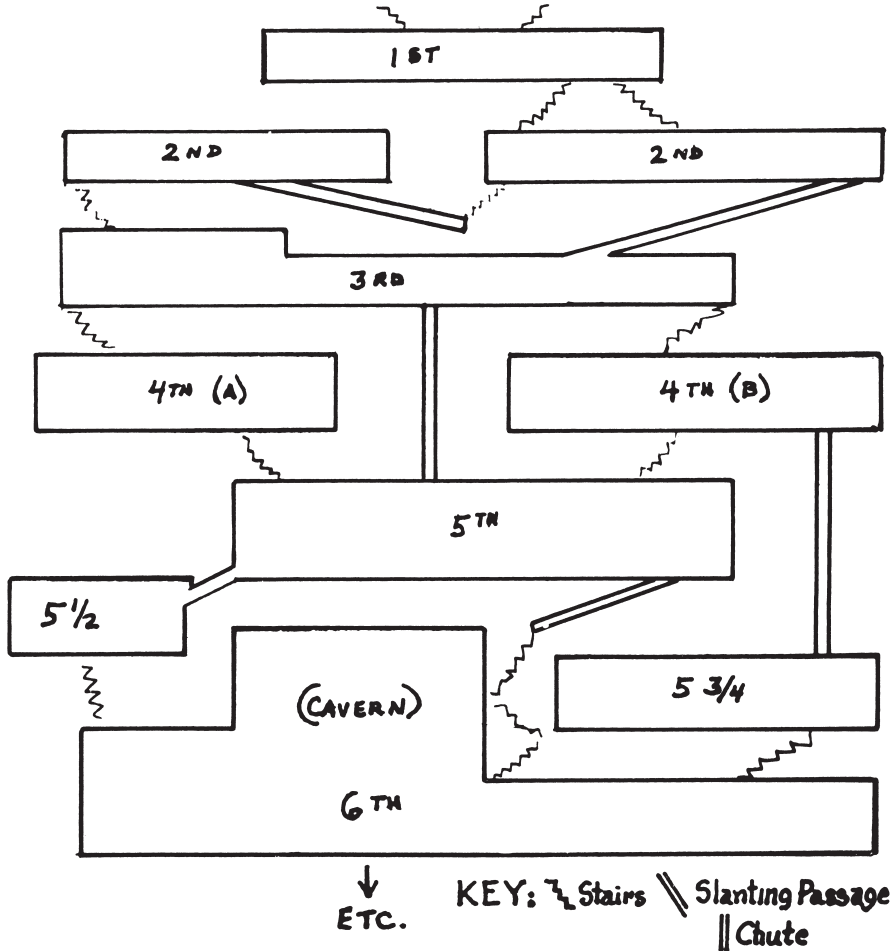 1ST
2ND
2ND
3RD
4TH (A)
4TH (B)
5TH
5 1/2
5 3/4
(CAVERN)
6TH
ETC.
KEY: Stairs Slanting Passage
Chute